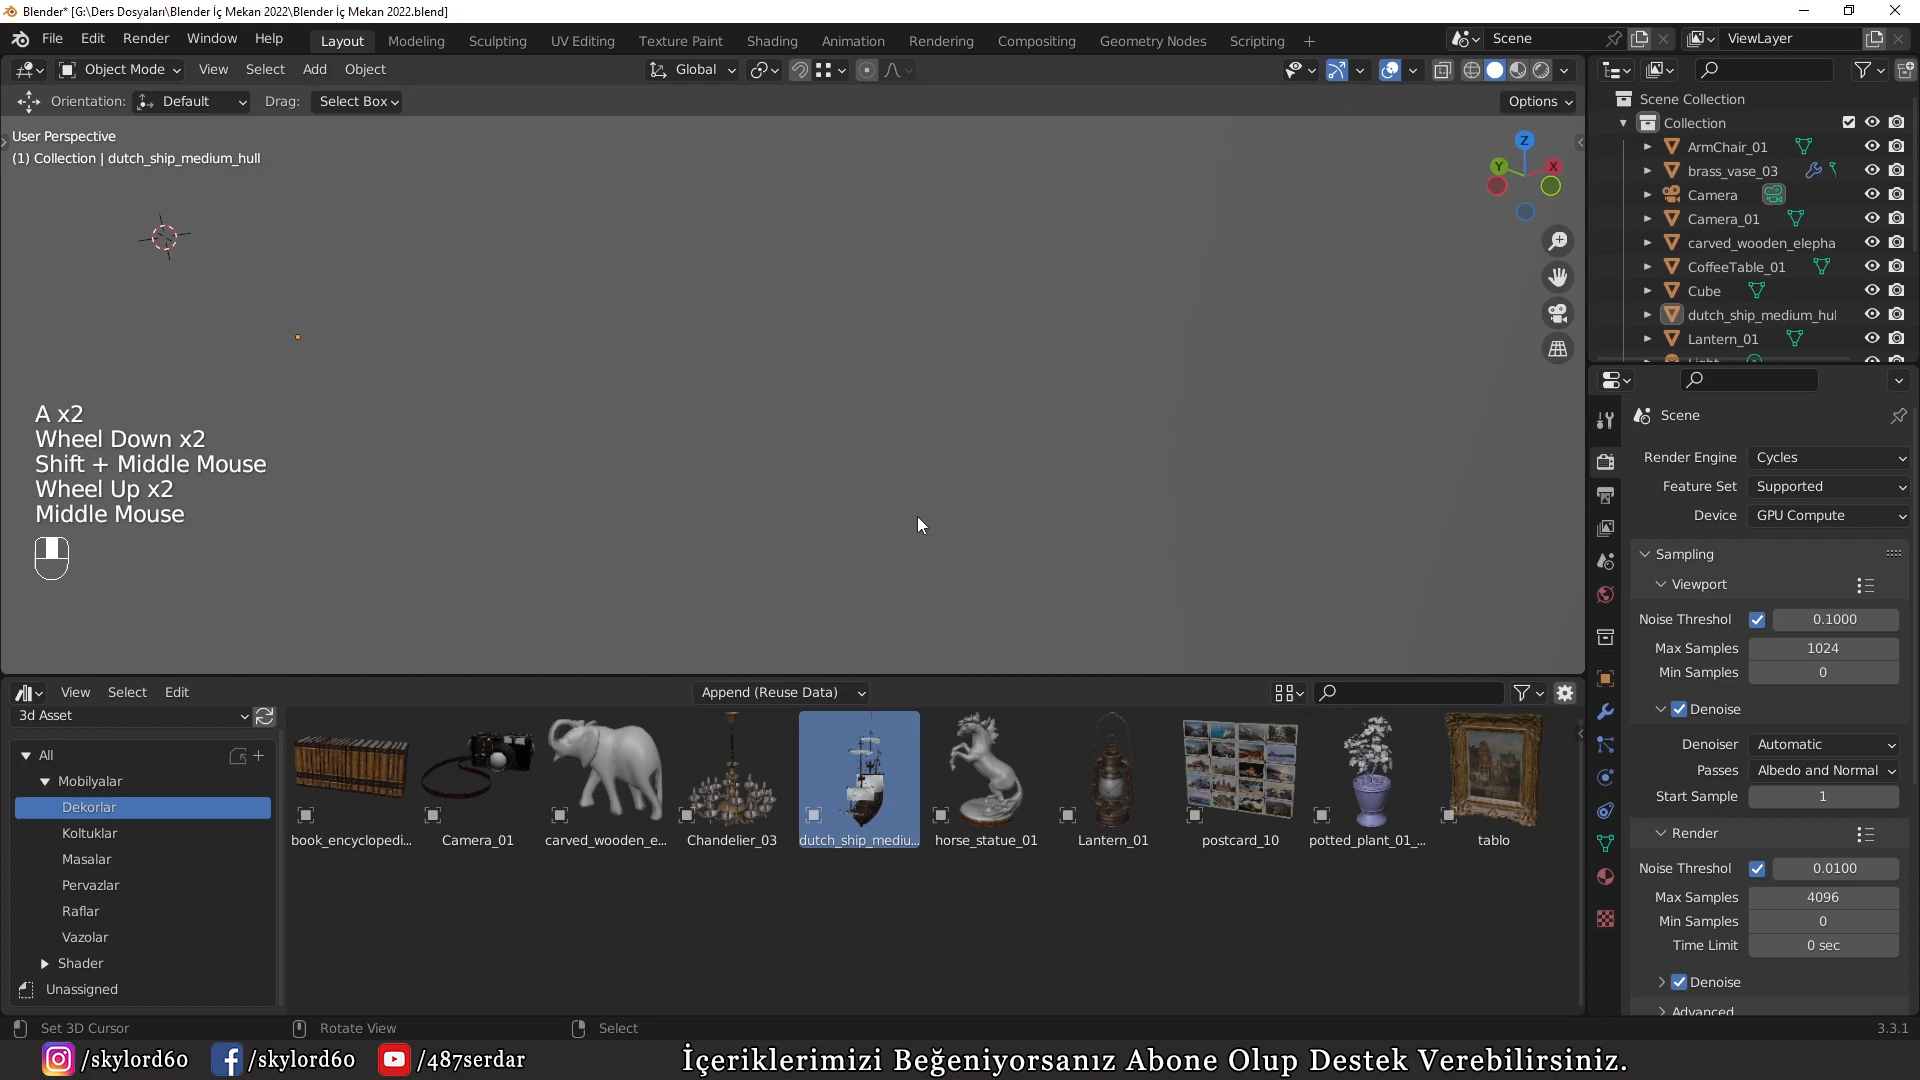 Blender* [G:\Ders Dosyaları\Blender İç Mekan 2022\Blender İç Mekan 2022.blend]
File Edit Render Window Help
Layout Modeling Sculpting UV Editing Texture Paint Shading Animation Rendering Compositing Geometry Nodes Scripting +
Scene
ViewLayer
Object Mode View Select Add Object
Global
Orientation: Default Drag: Select Box
Options
User Perspective
(1) Collection | dutch_ship_medium_hull
Z
Y
X
A x2
Wheel Down x2
Shift + Middle Mouse
Wheel Up x2
Middle Mouse
Scene Collection
Collection
ArmChair_01
brass_vase_03
Camera
Camera_01
carved_wooden_elepha
CoffeeTable_01
Cube
dutch_ship_medium_hul
Lantern_01
Light
Scene
Render Engine Cycles
Feature Set Supported
Device GPU Compute
Sampling
Viewport
Noise Threshol 0.1000
Max Samples 1024
Min Samples 0
Denoise
Denoiser Automatic
Passes Albedo and Normal
Start Sample 1
Render
Noise Threshol 0.0100
Max Samples 4096
Min Samples 0
Time Limit 0 sec
Denoise
Advanced
View Select Edit
Append (Reuse Data)
3d Asset
All
Mobilyalar
Dekorlar
Koltuklar
Masalar
Pervazlar
Raflar
Vazolar
Shader
Unassigned
book_encyclopedi...
Camera_01
carved_wooden_e...
Chandelier_03
dutch_ship_mediu...
horse_statue_01
Lantern_01
postcard_10
potted_plant_01_...
tablo
Set 3D Cursor
Rotate View
Select
3.3.1
/skylord60
/skylord60
/487serdar
İçeriklerimizi Beğeniyorsanız Abone Olup Destek Verebilirsiniz.